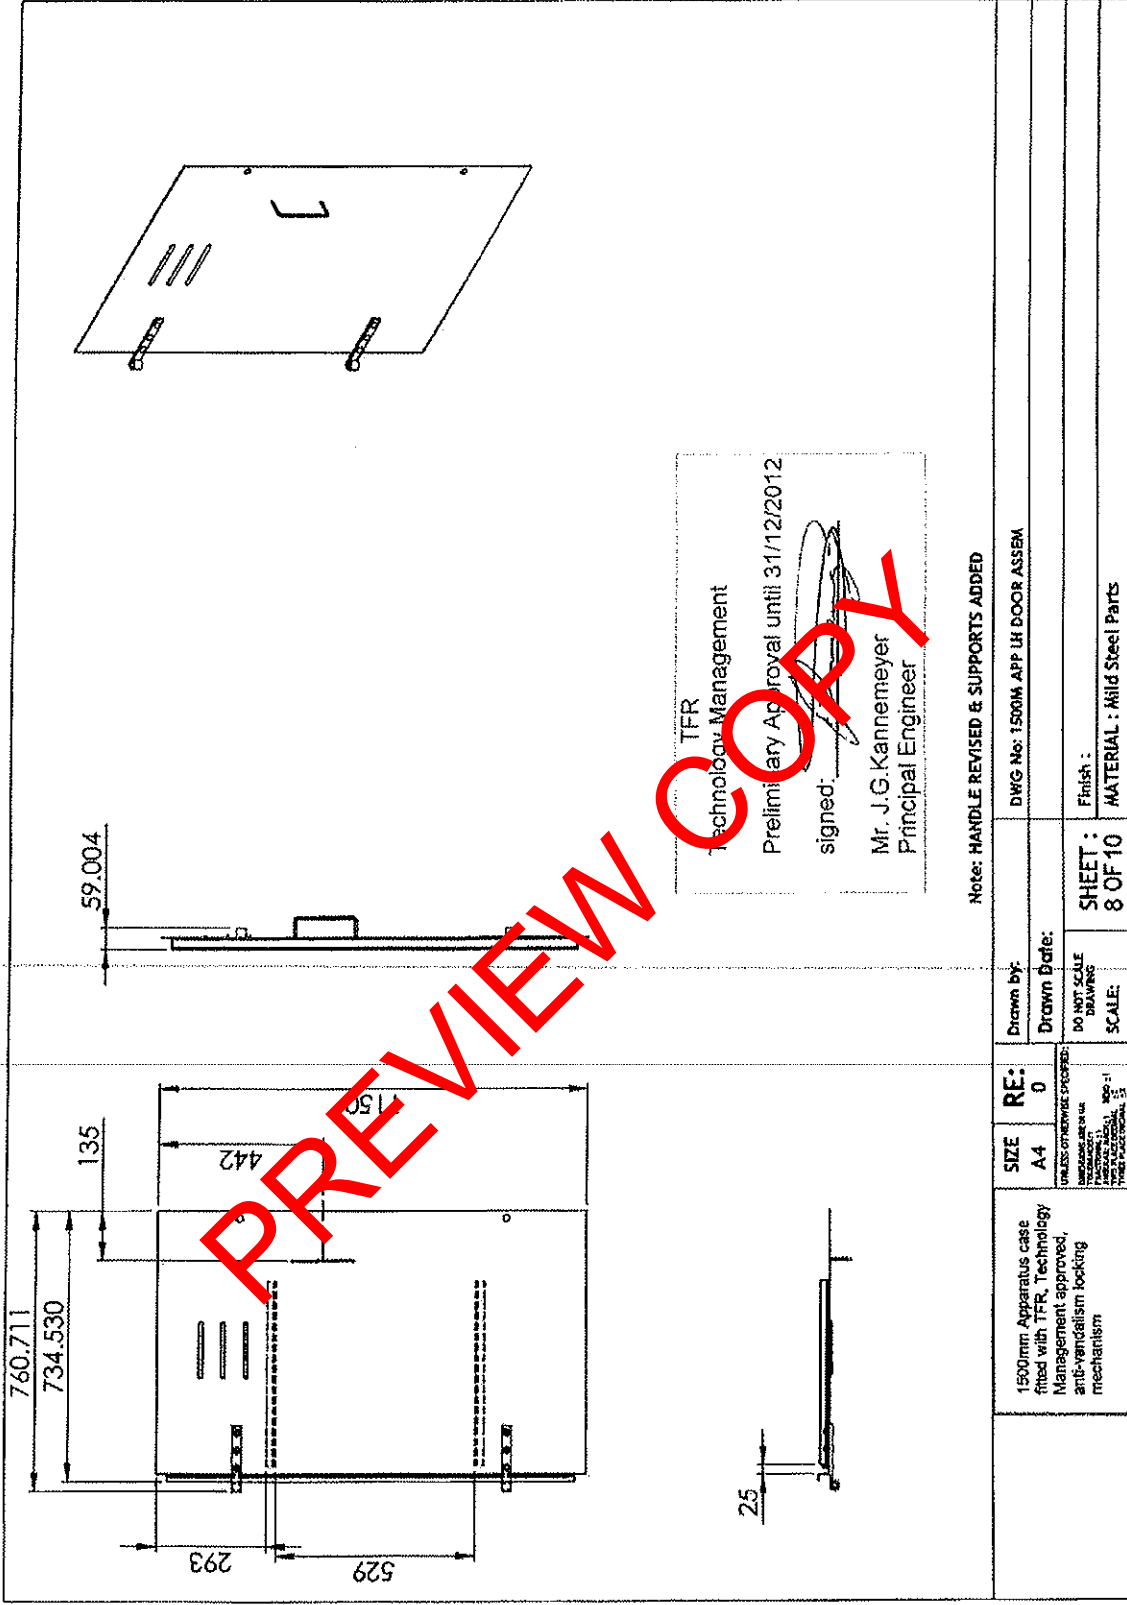 760.711
734.530
135
442
1150
293
529
59.004
25
TFR
Technology Management
Preliminary Approval until 31/12/2012
signed:
Mr. J.G.Kannemeyer
Principal Engineer
PREVIEW COPY
Note: HANDLE REVISED & SUPPORTS ADDED
1500mm Apparatus case
fitted with TFR, Technology
Management approved,
anti-vandalism locking
mechanism
SIZE
A4
RE:
0
UNLESS OTHERWISE SPECIFIED:
Drawn by:
Drawn Date:
DO NOT SCALE
DRAWING
SCALE:
SHEET :
8 OF 10
DWG No: 1500M APP LH DOOR ASSEM
Finish :
MATERIAL : Mild Steel Parts